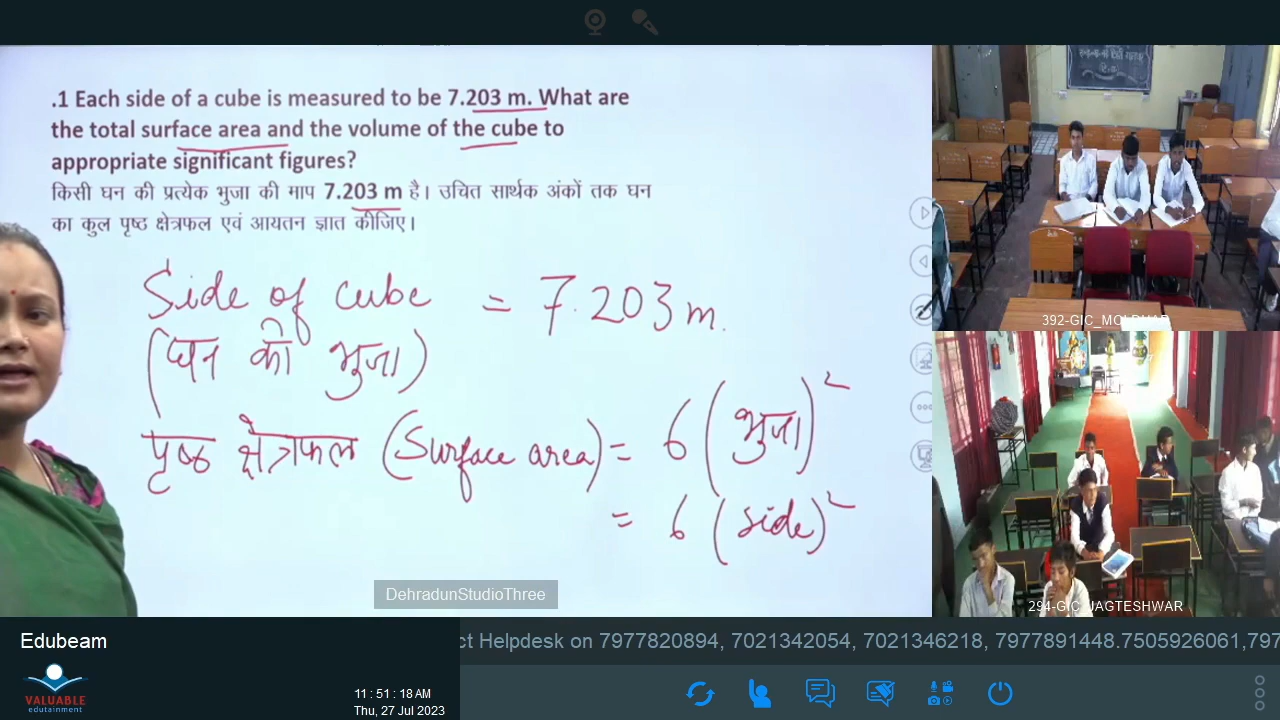 .1 Each side of a cube is measured to be 7.203 m. What are
the total surface area and the volume of the cube to
appropriate significant figures?
किसी घन की प्रत्येक भुजा की माप 7.203 m है। उचित सार्थक अंकों तक घन
का कुल पृष्ठ क्षेत्रफल एवं आयतन ज्ञात कीजिए।
Side of cube = 7.203 m.
(घन की भुजा)
पृष्ठ क्षेत्रफल (Surface area) = 6 (भुजा)²
= 6 (side)²
DehradunStudioThree
392-GIC_MOLDHAR
294-GIC_JAGTESHWAR
Edubeam
ct Helpdesk on 7977820894, 7021342054, 7021346218, 7977891448.7505926061,797
VALUABLE
edutainment
11 : 51 : 18 AM
Thu, 27 Jul 2023